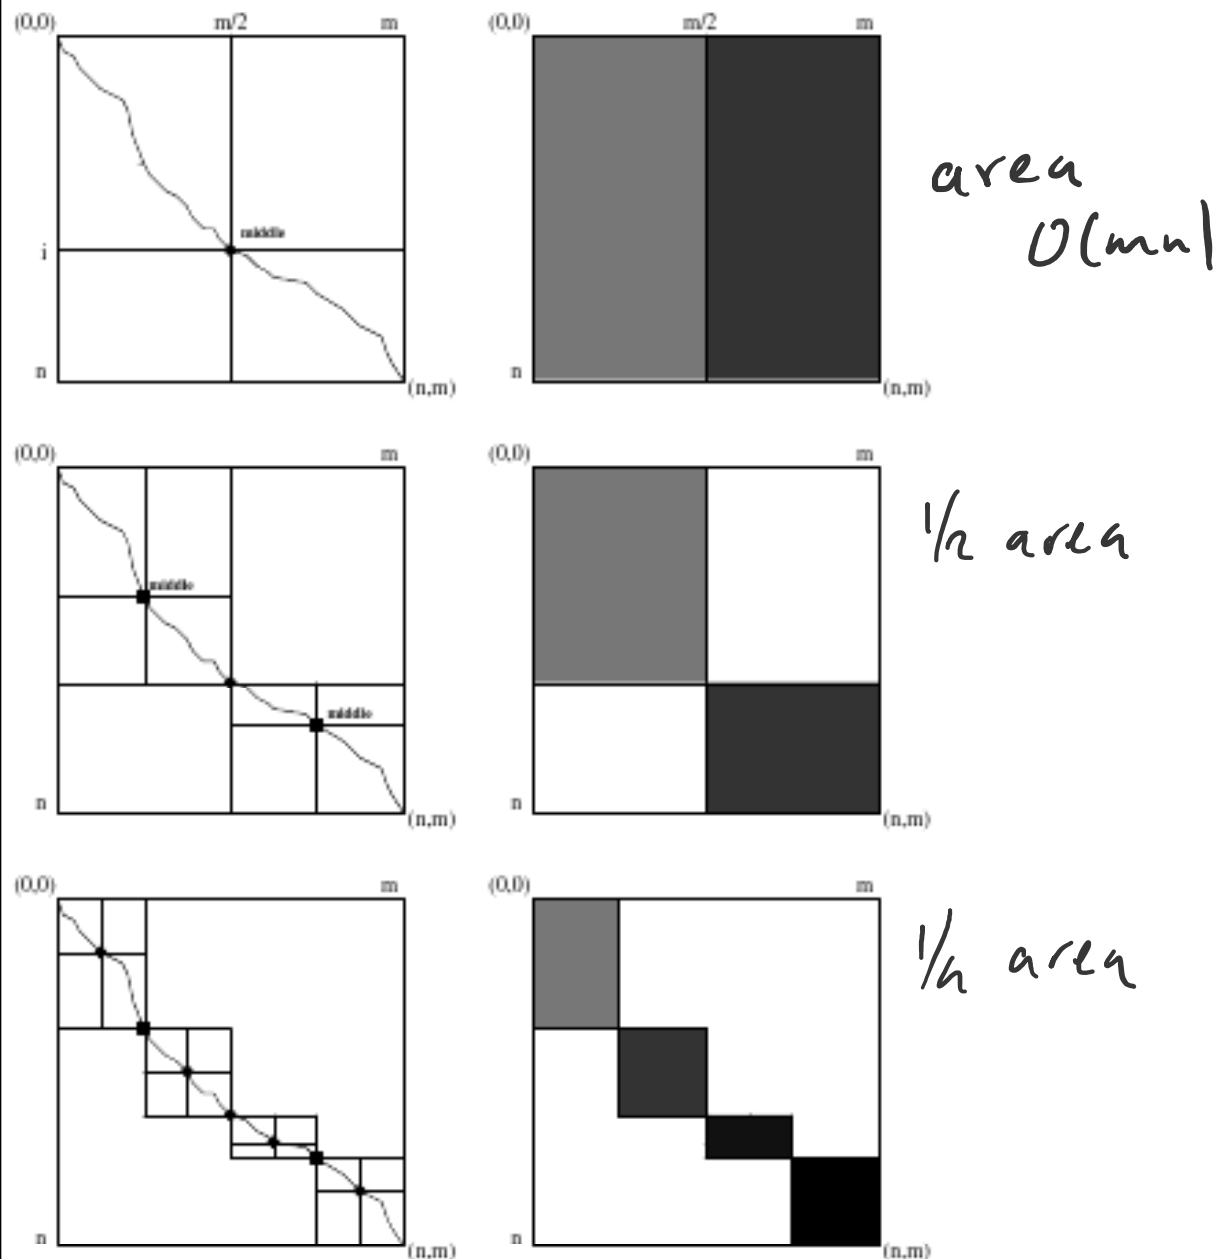 (0,0) m/2 m
middle
i
n
(n,m)
(0,0) m/2 m
n
(n,m)
area
O(mn)
(0,0) m
middle
middle
n
(n,m)
(0,0) m
n
(n,m)
1/2 area
(0,0) m
n
(n,m)
(0,0) m
n
(n,m)
1/4 area